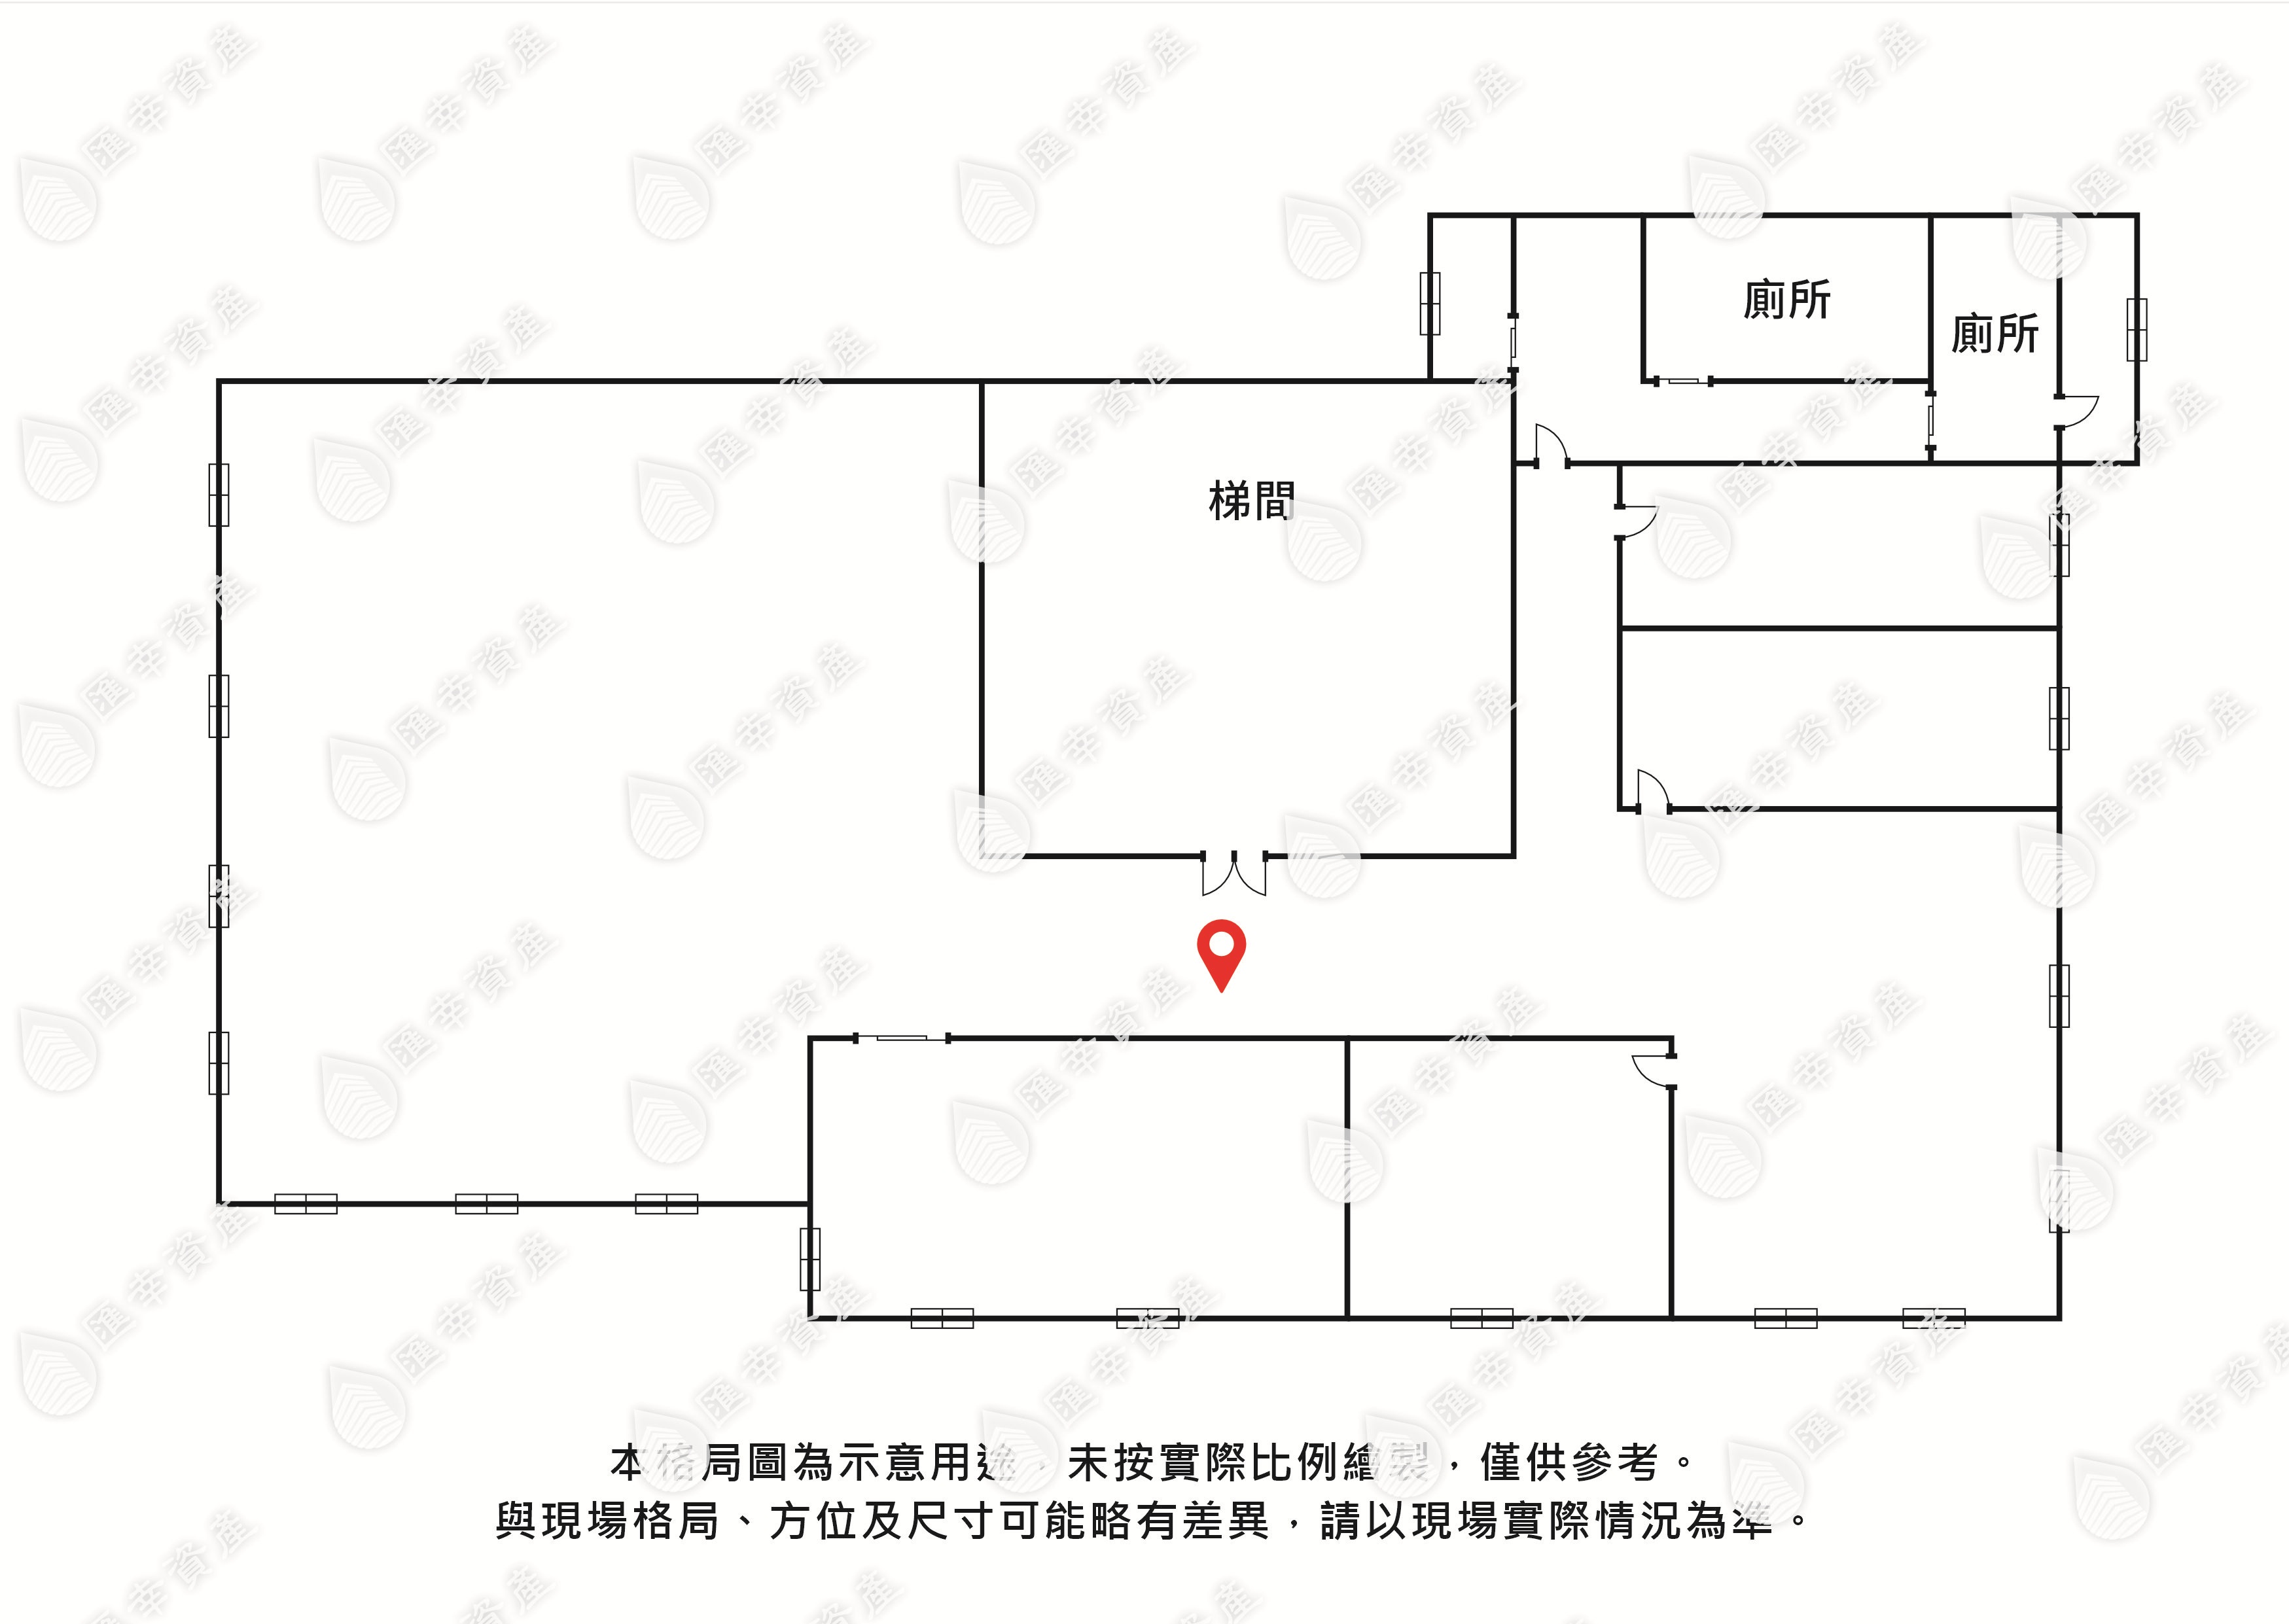 廁所
廁所
梯間
匯幸資產
本格局圖為示意用途，未按實際比例繪製，僅供參考。
與現場格局、方位及尺寸可能略有差異，請以現場實際情況為準。